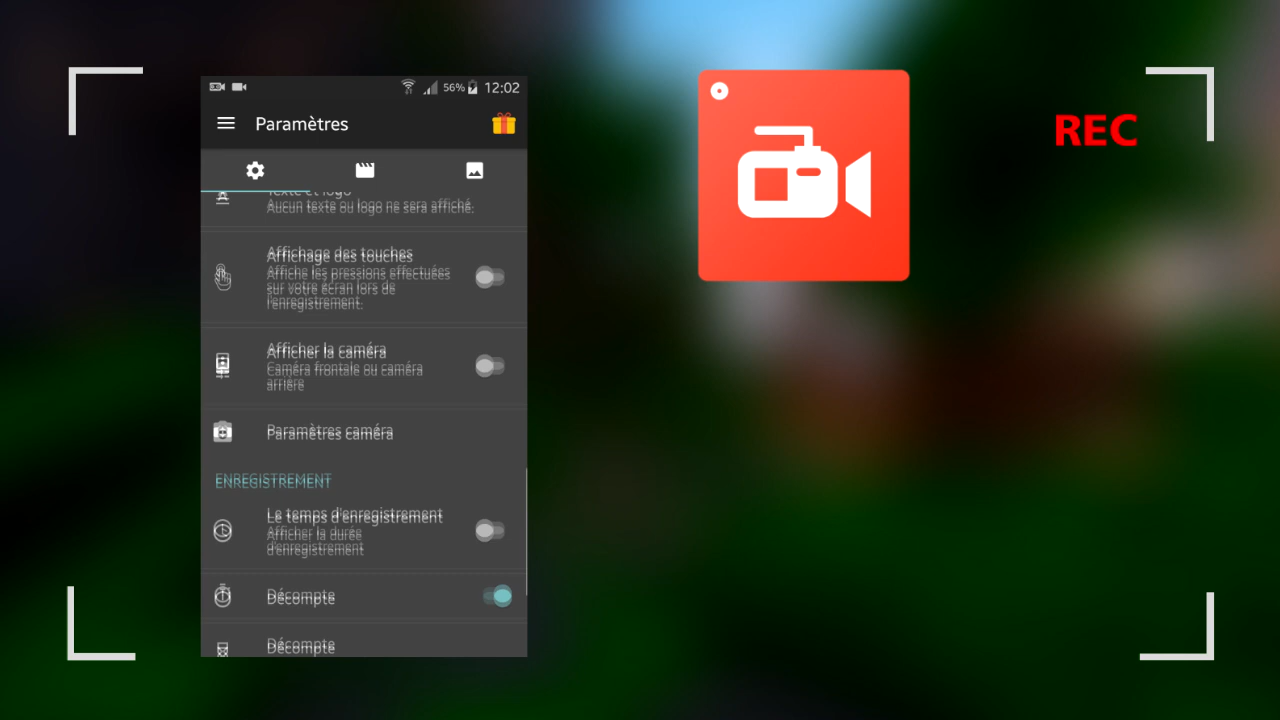 56% 12:02
Paramètres
REC
Texte et logo
Aucun texte ou logo ne sera affiché.
Affichage des touches
Affiche les pressions effectuées
sur votre écran lors de
l'enregistrement.
Afficher la caméra
Caméra frontale ou caméra
arrière
Paramètres caméra
ENREGISTREMENT
Le temps d'enregistrement
Afficher la durée
d'enregistrement
Décompte
Décompte